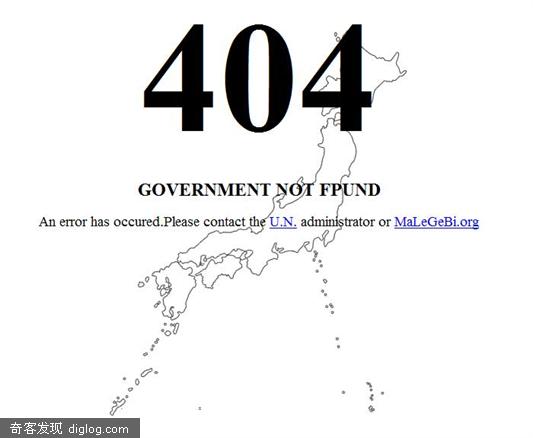 404
GOVERNMENT NOT FPUND
An error has occured.Please contact the U.N. administrator or MaLeGeBi.org
奇客发现 diglog.com